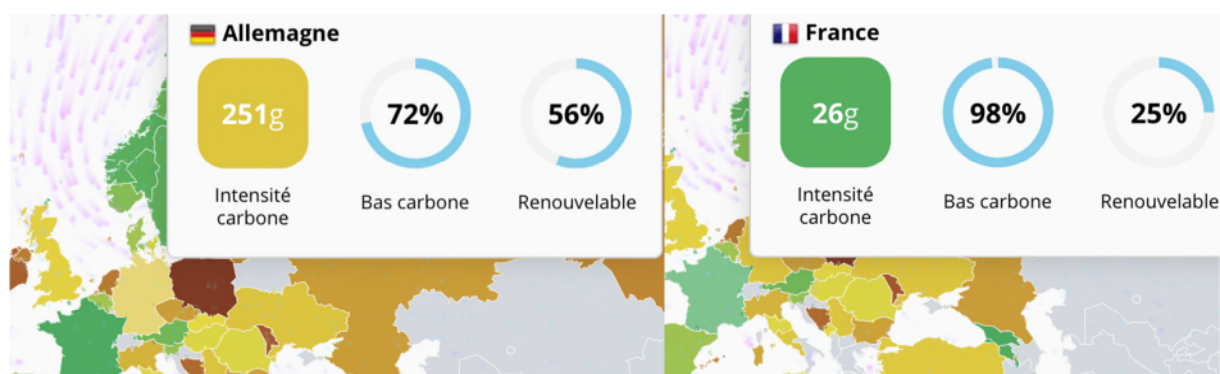 Allemagne
251g
72%
56%
Intensité
carbone
Bas carbone
Renouvelable
France
26g
98%
25%
Intensité
carbone
Bas carbone
Renouvelable